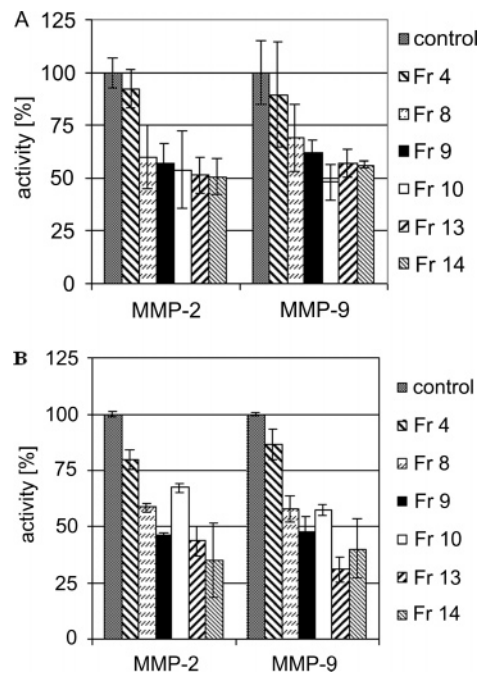 A
activity [%]
125
100
75
50
25
0
MMP-2 MMP-9
control
Fr 4
Fr 8
Fr 9
Fr 10
Fr 13
Fr 14
B
activity [%]
125
100
75
50
25
0
MMP-2 MMP-9
control
Fr 4
Fr 8
Fr 9
Fr 10
Fr 13
Fr 14